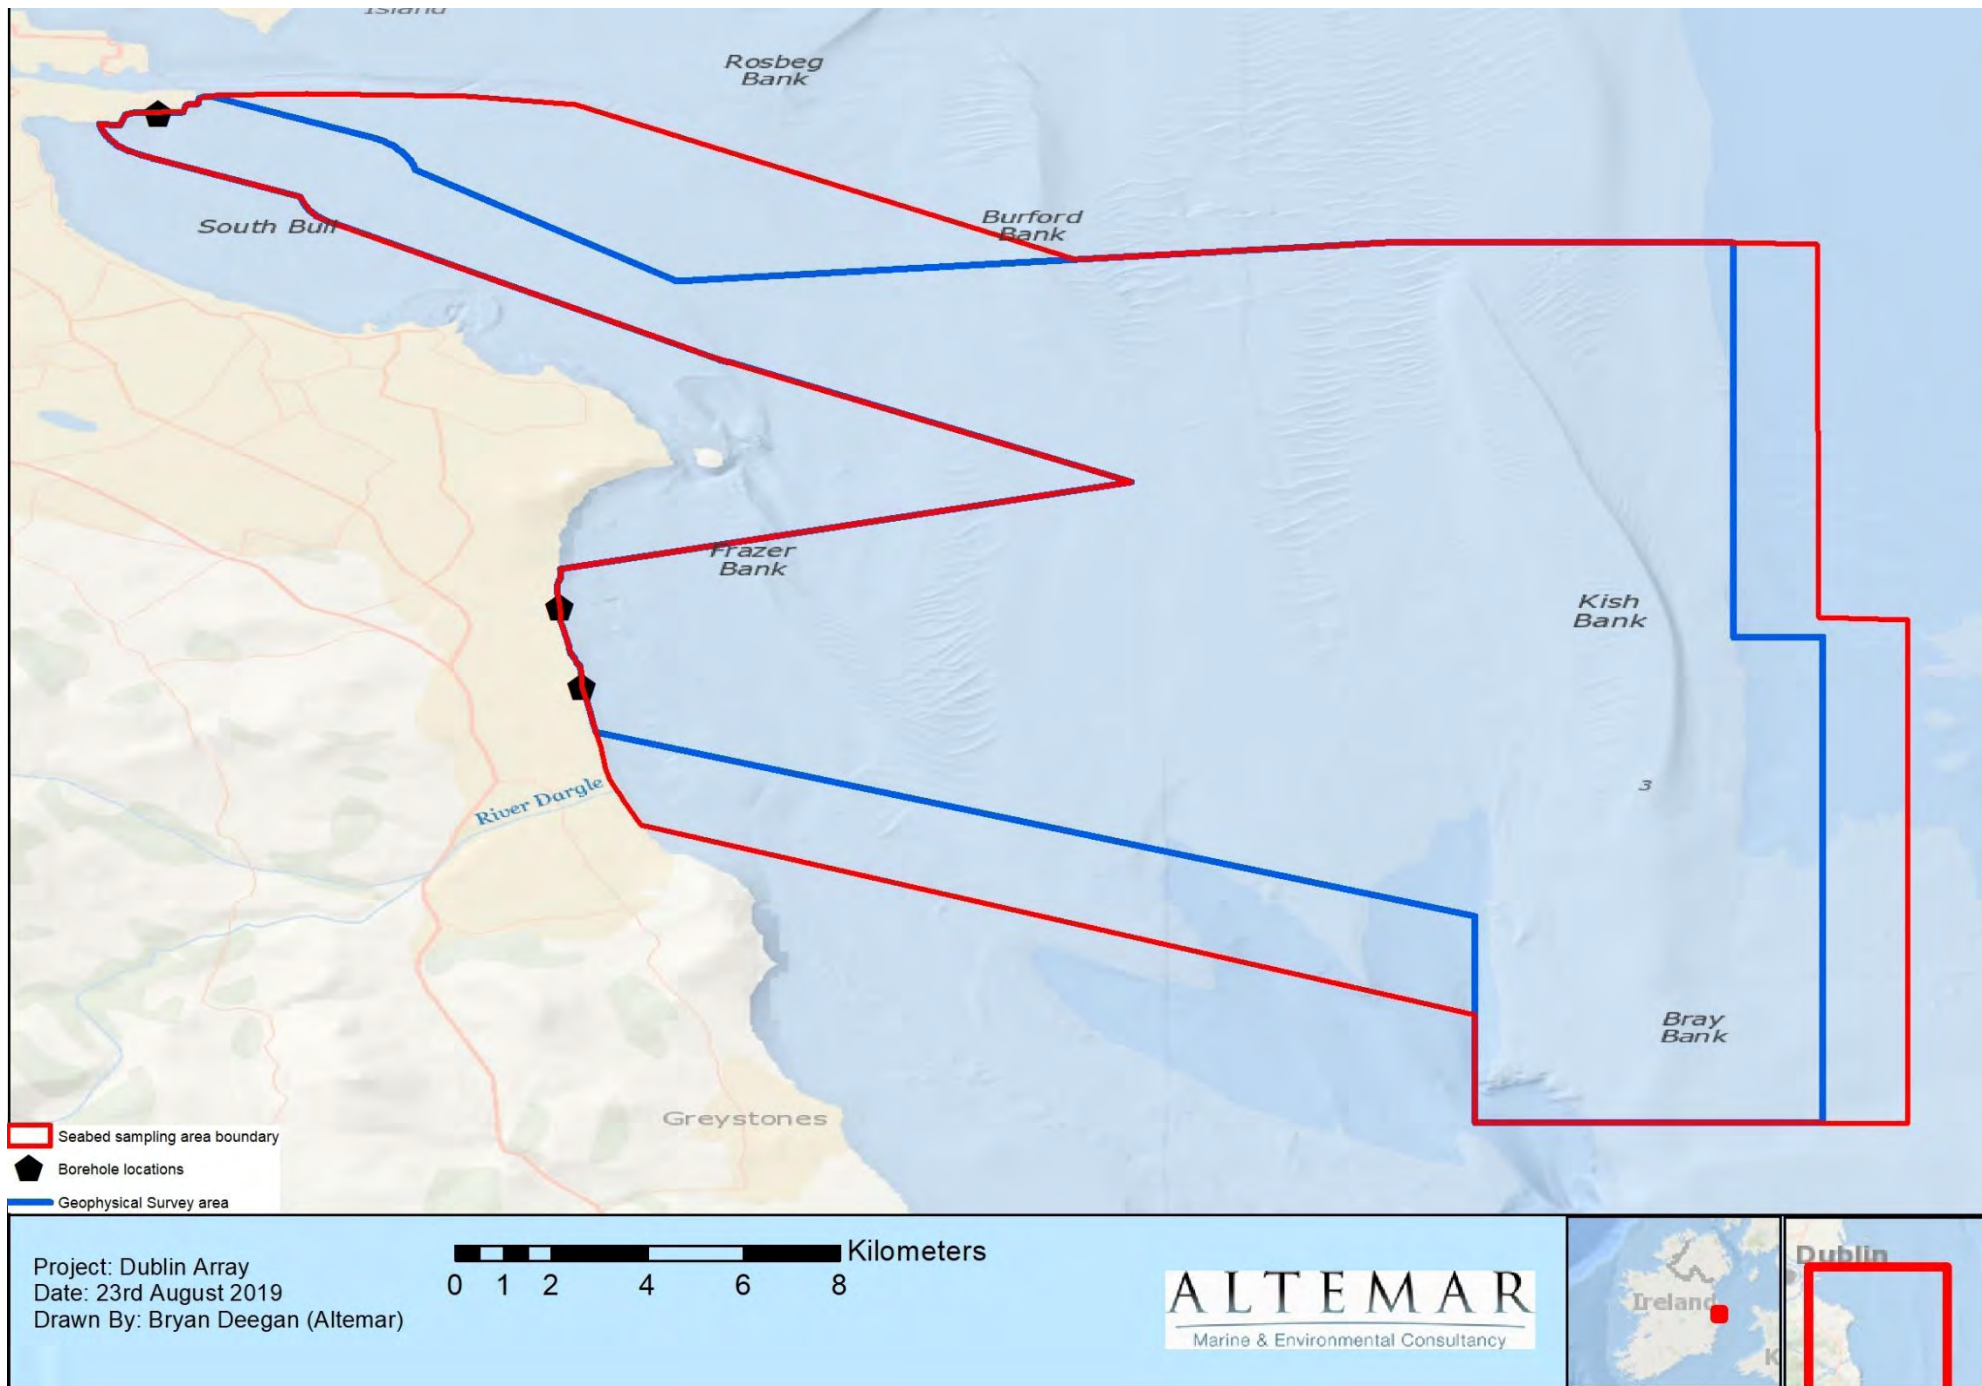 Island
Rosbeg
Bank
South Bull
Burford
Bank
Frazer
Bank
Kish
Bank
3
River Dargle
Bray
Bank
Greystones
Seabed sampling area boundary
Borehole locations
Geophysical Survey area
Project: Dublin Array
Date: 23rd August 2019
Drawn By: Bryan Deegan (Altemar)
Kilometers
0 1 2 4 6 8
ALTEMAR
Marine & Environmental Consultancy
Ireland
K
Dublin